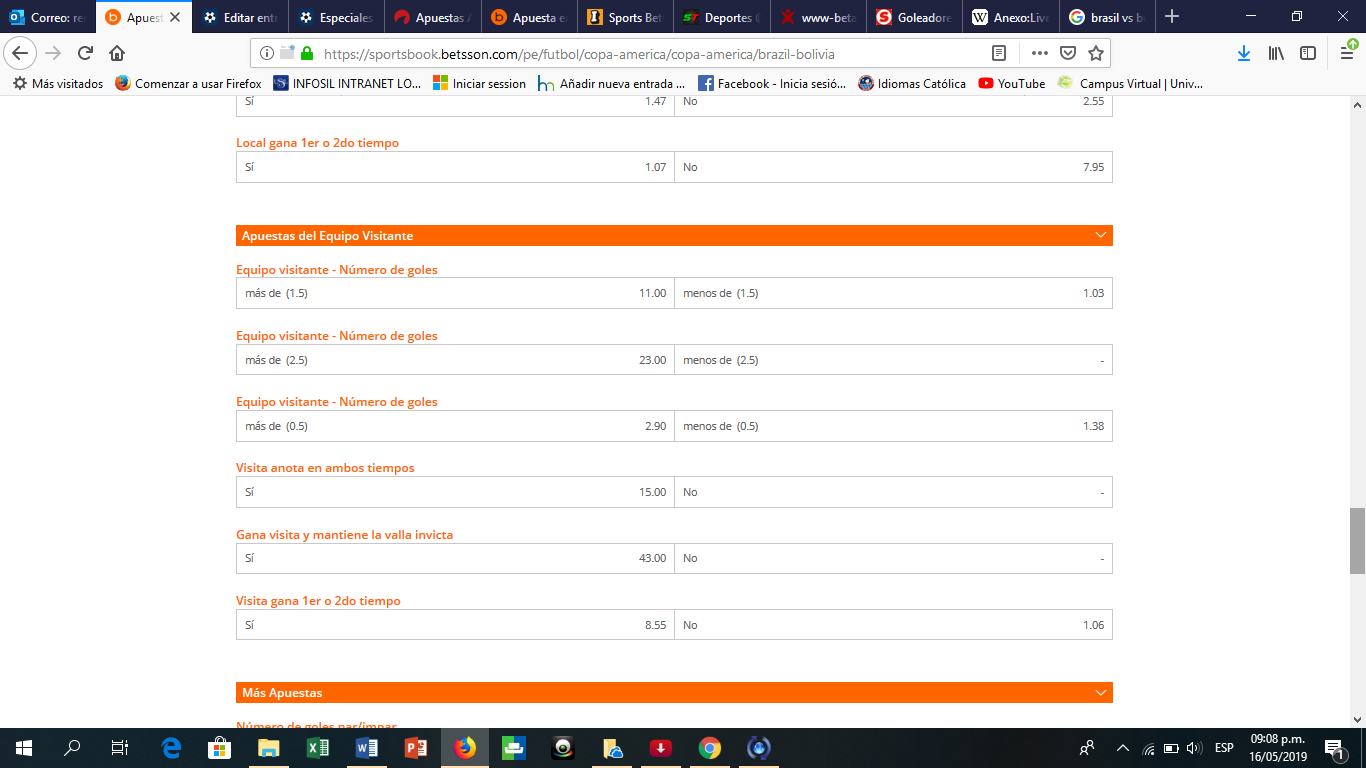 Correo: re
Apuest
Editar entr
Especiales
Apuestas A
Apuesta en
Sports Bet
Deportes (
www-beta
Goleadore
Anexo:Live
brasil vs b
https://sportsbook.betsson.com/pe/futbol/copa-america/copa-america/brazil-bolivia
Más visitados Comenzar a usar Firefox INFOSIL INTRANET LO... Iniciar session Añadir nueva entrada ... Facebook - Inicia sesió... Idiomas Católica YouTube Campus Virtual | Univ...
Sí 1.47 No 2.55
Local gana 1er o 2do tiempo
Sí 1.07 No 7.95
Apuestas del Equipo Visitante
Equipo visitante - Número de goles
más de (1.5) 11.00 menos de (1.5) 1.03
Equipo visitante - Número de goles
más de (2.5) 23.00 menos de (2.5) -
Equipo visitante - Número de goles
más de (0.5) 2.90 menos de (0.5) 1.38
Visita anota en ambos tiempos
Sí 15.00 No -
Gana visita y mantiene la valla invicta
Sí 43.00 No -
Visita gana 1er o 2do tiempo
Sí 8.55 No 1.06
Más Apuestas
Número de goles par/impar
ESP
09:08 p.m.
16/05/2019
1